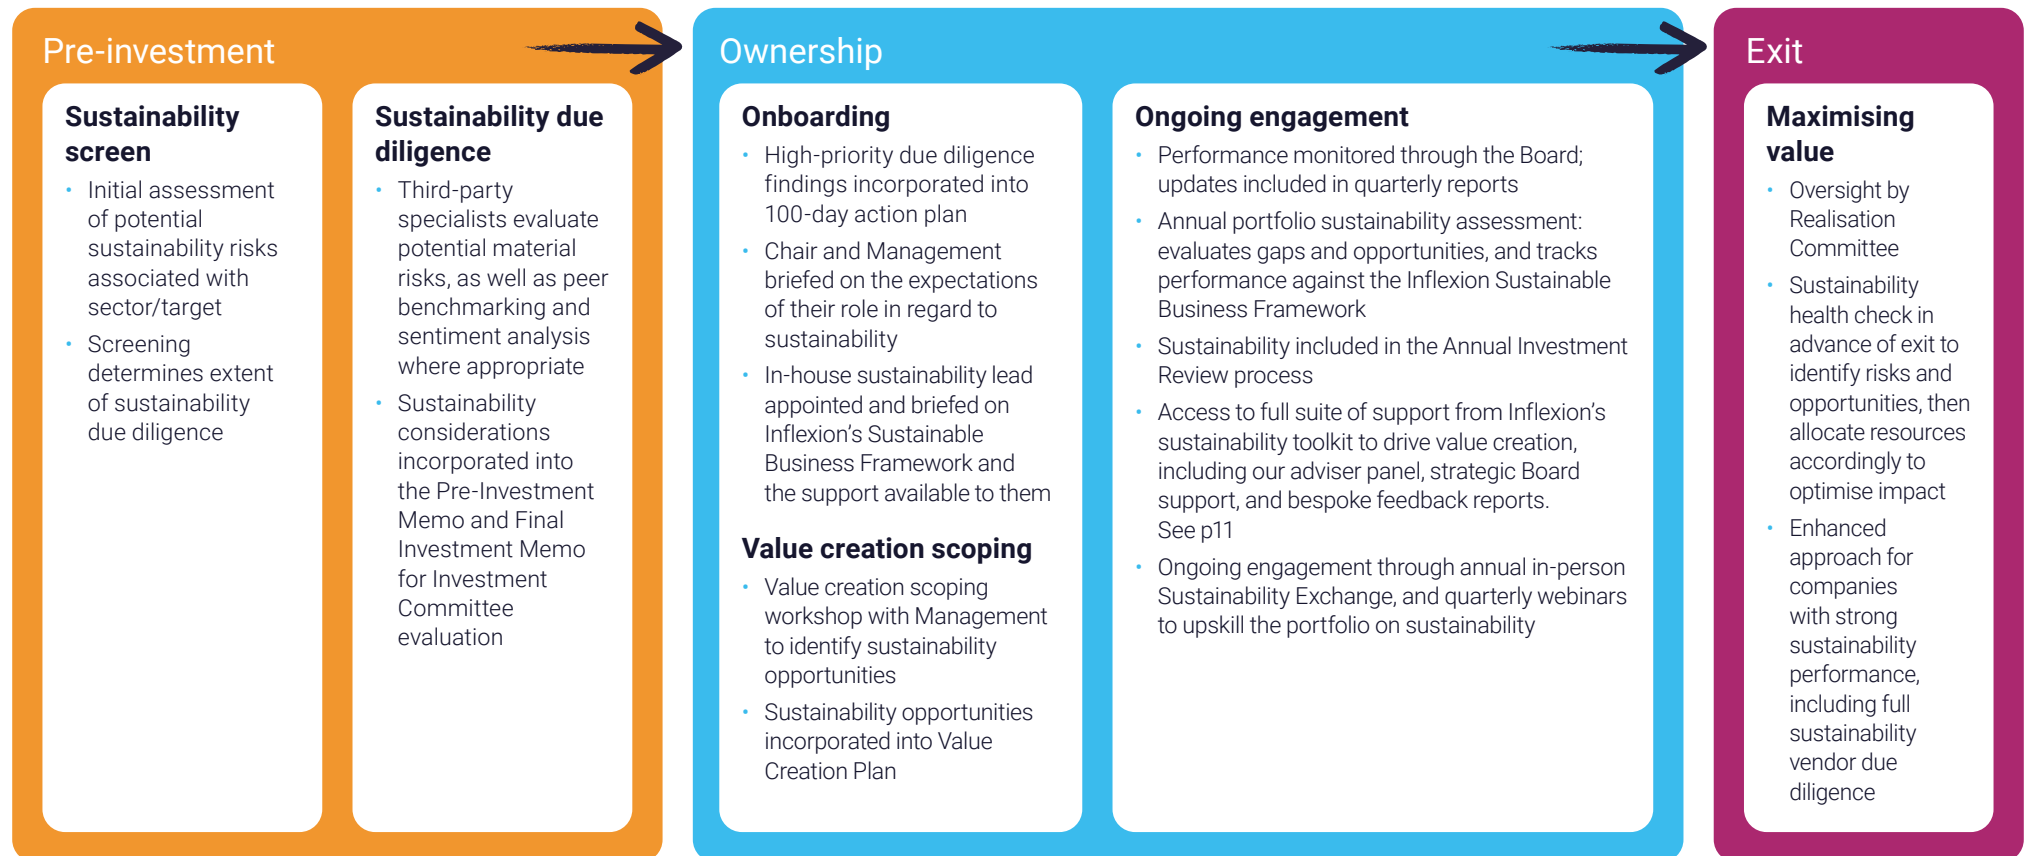 Pre-investment
Sustainability
screen
• Initial assessment
of potential
sustainability risks
associated with
sector/target
• Screening
determines extent
of sustainability
due diligence
Sustainability due
diligence
• Third-party
specialists evaluate
potential material
risks, as well as peer
benchmarking and
sentiment analysis
where appropriate
• Sustainability
considerations
incorporated into
the Pre-Investment
Memo and Final
Investment Memo
for Investment
Committee
evaluation
Ownership
Onboarding
• High-priority due diligence
findings incorporated into
100-day action plan
• Chair and Management
briefed on the expectations
of their role in regard to
sustainability
• In-house sustainability lead
appointed and briefed on
Inflexion’s Sustainable
Business Framework and
the support available to them
Value creation scoping
• Value creation scoping
workshop with Management
to identify sustainability
opportunities
• Sustainability opportunities
incorporated into Value
Creation Plan
Ongoing engagement
• Performance monitored through the Board;
updates included in quarterly reports
• Annual portfolio sustainability assessment:
evaluates gaps and opportunities, and tracks
performance against the Inflexion Sustainable
Business Framework
• Sustainability included in the Annual Investment
Review process
• Access to full suite of support from Inflexion’s
sustainability toolkit to drive value creation,
including our adviser panel, strategic Board
support, and bespoke feedback reports.
See p11
• Ongoing engagement through annual in-person
Sustainability Exchange, and quarterly webinars
to upskill the portfolio on sustainability
Exit
Maximising
value
• Oversight by
Realisation
Committee
• Sustainability
health check in
advance of exit to
identify risks and
opportunities, then
allocate resources
accordingly to
optimise impact
• Enhanced
approach for
companies
with strong
sustainability
performance,
including full
sustainability
vendor due
diligence